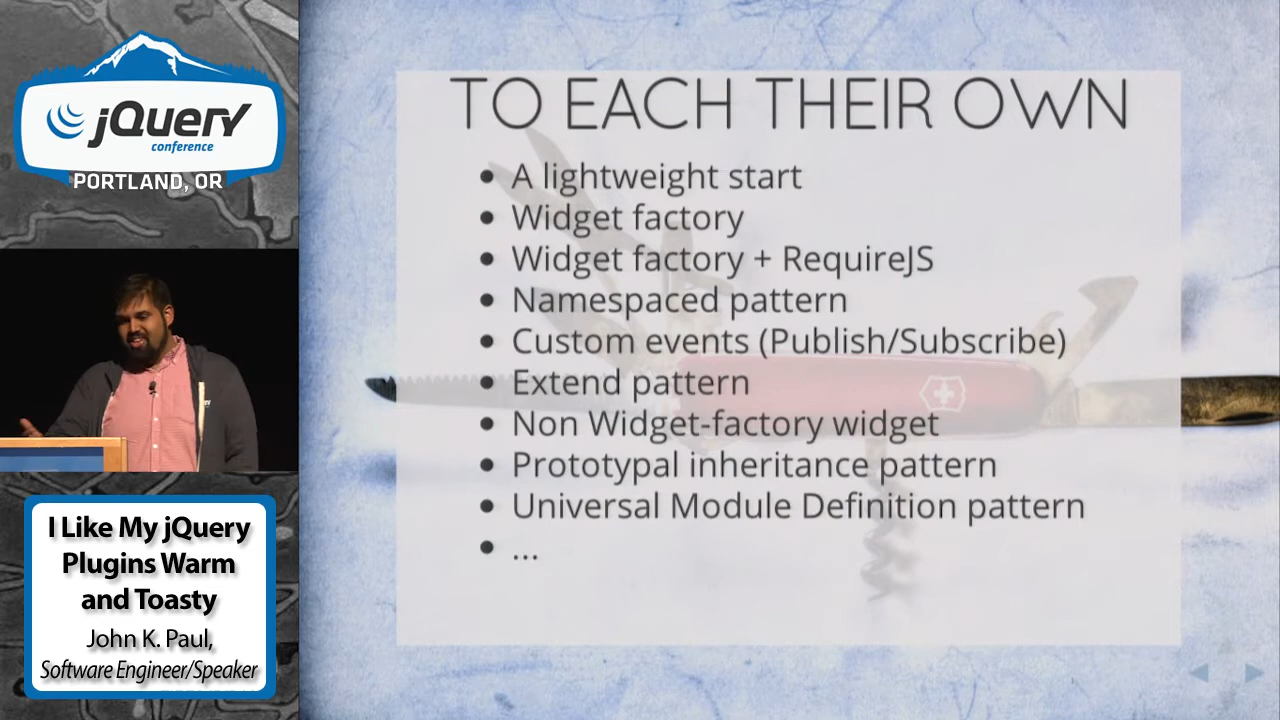 jQuery
conference
PORTLAND, OR
I Like My jQuery
Plugins Warm
and Toasty
John K. Paul,
Software Engineer/Speaker
TO EACH THEIR OWN
• A lightweight start
• Widget factory
• Widget factory + RequireJS
• Namespaced pattern
• Custom events (Publish/Subscribe)
• Extend pattern
• Non Widget-factory widget
• Prototypal inheritance pattern
• Universal Module Definition pattern
• ...